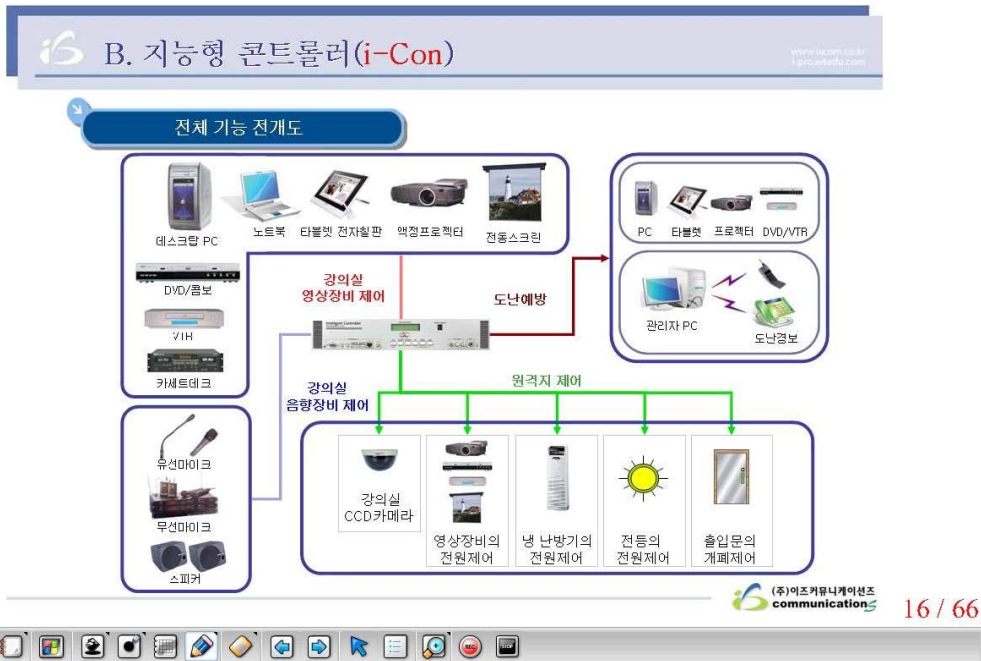 B. 지능형 콘트롤러(i-Con)
www.iscom.co.kr
전체 기능 전개도
데스크탑 PC
노트북
타블렛 전자칠판
액정프로젝터
전동스크린
DVD/콤보
카세트데크
강의실
영상장비 제어
도난예방
PC
타블렛
프로젝터
DVD/VTR
관리자 PC
도난경보
Intelligent Controller
강의실
음향장비 제어
원격지 제어
유선마이크
무선마이크
스피커
강의실
CCD카메라
영상장비의
전원제어
냉 난방기의
전원제어
전등의
전원제어
출입문의
개폐제어
(주)이즈커뮤니케이션즈
communications
16 / 66
REC
STOP